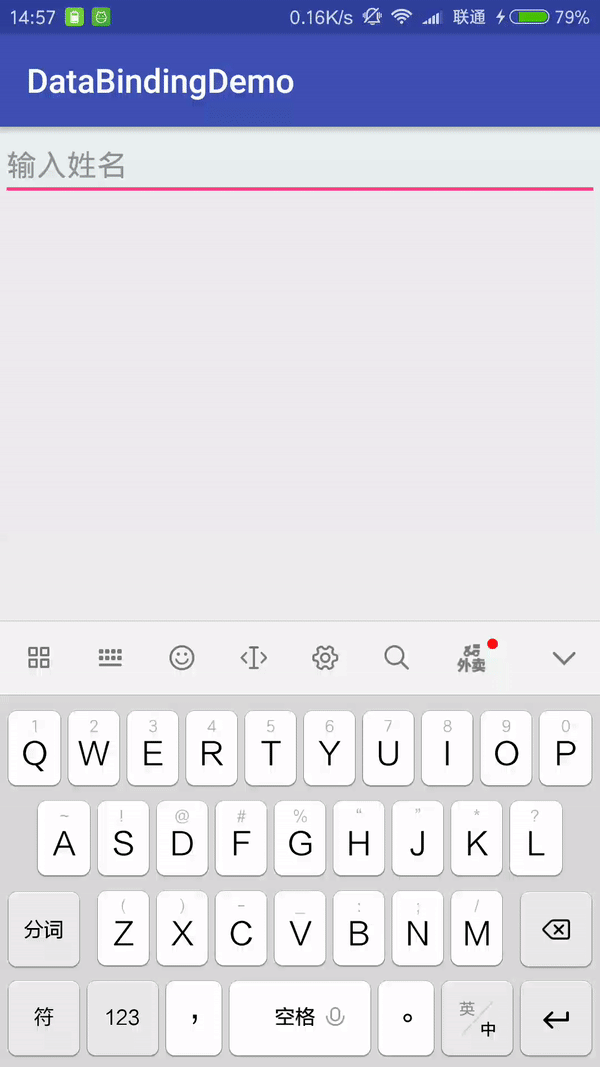 14:57 0.16K/s 联通 79%
DataBindingDemo
输入姓名
外卖
1 2 3 4 5 6 7 8 9 0
Q W E R T Y U I O P
~ ! @ # % “ ” * ?
A S D F G H J K L
( ) - _ : ; /
分词 Z X C V B N M
符 123 , 空格 。 英/中